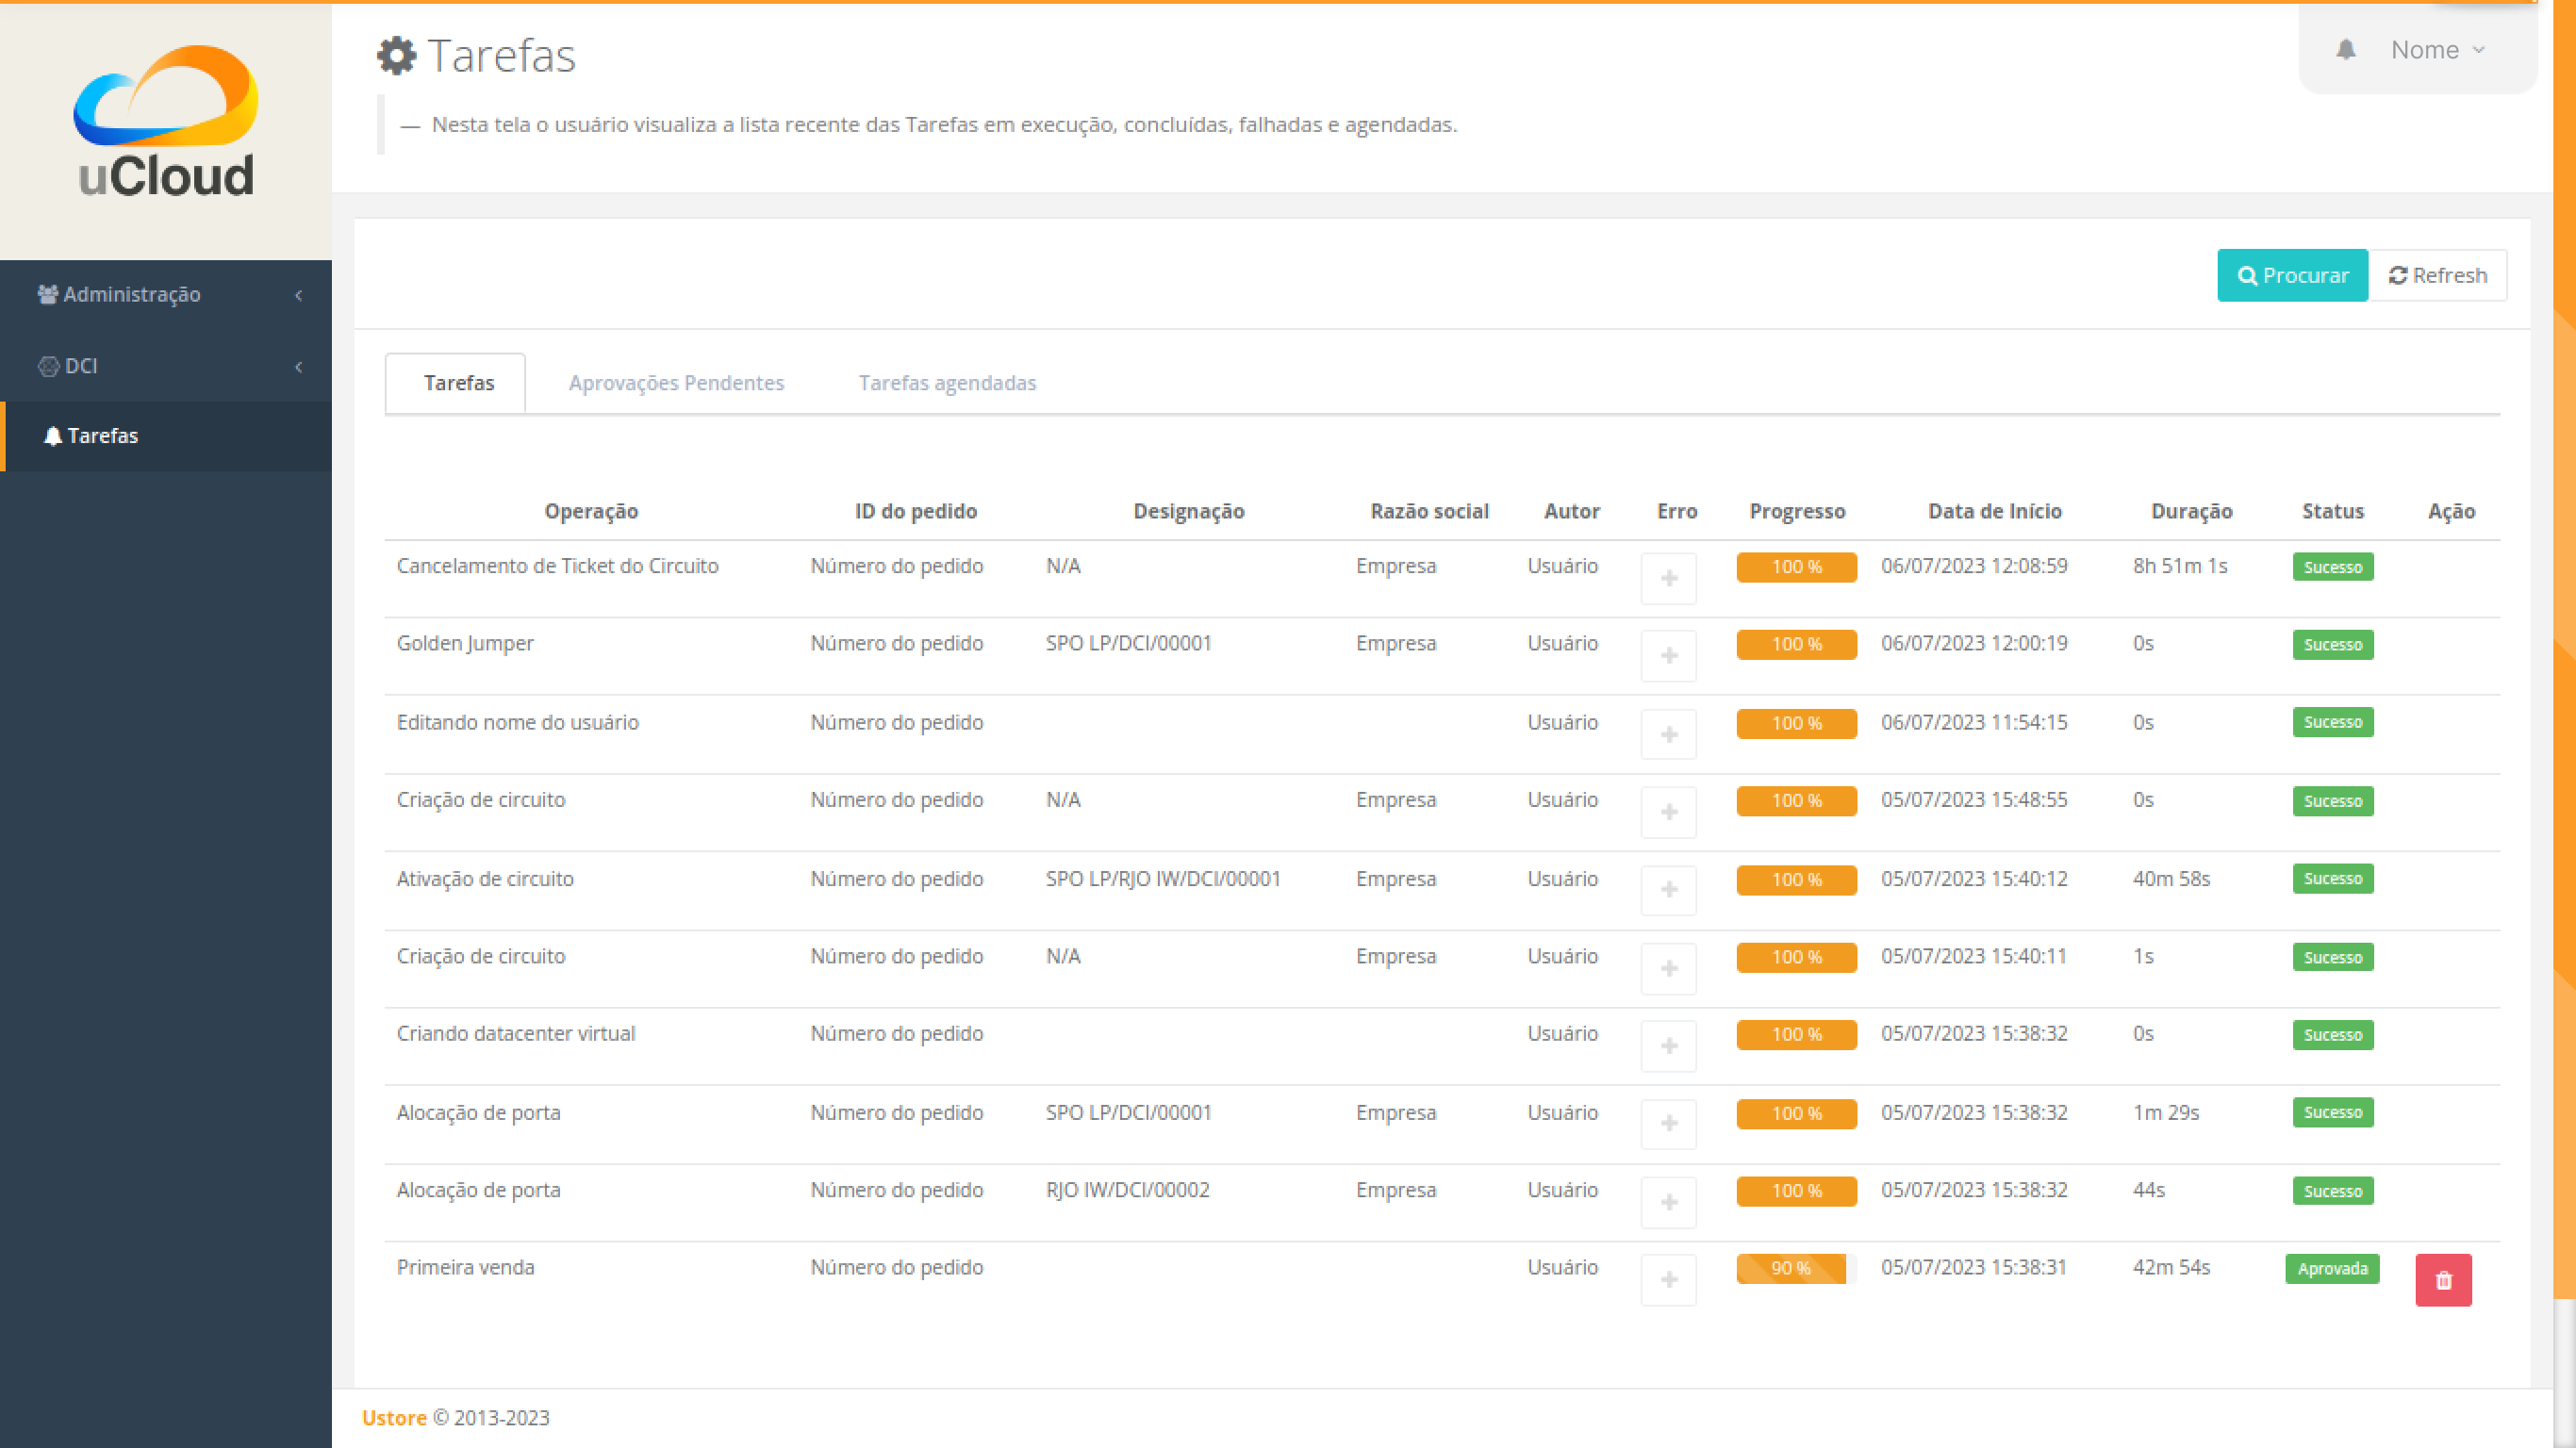 Tarefas
Nome
— Nesta tela o usuário visualiza a lista recente das Tarefas em execução, concluídas, falhadas e agendadas.
uCloud
Procurar Refresh
Administração
DCI
Tarefas
Tarefas Aprovações Pendentes Tarefas agendadas
Operação ID do pedido Designação Razão social Autor Erro Progresso Data de Início Duração Status Ação
Cancelamento de Ticket do Circuito Número do pedido N/A Empresa Usuário 100 % 06/07/2023 12:08:59 8h 51m 1s Sucesso
Golden Jumper Número do pedido SPO LP/DCI/00001 Empresa Usuário 100 % 06/07/2023 12:00:19 0s Sucesso
Editando nome do usuário Número do pedido Usuário 100 % 06/07/2023 11:54:15 0s Sucesso
Criação de circuito Número do pedido N/A Empresa Usuário 100 % 05/07/2023 15:48:55 0s Sucesso
Ativação de circuito Número do pedido SPO LP/RJO IW/DCI/00001 Empresa Usuário 100 % 05/07/2023 15:40:12 40m 58s Sucesso
Criação de circuito Número do pedido N/A Empresa Usuário 100 % 05/07/2023 15:40:11 1s Sucesso
Criando datacenter virtual Número do pedido Usuário 100 % 05/07/2023 15:38:32 0s Sucesso
Alocação de porta Número do pedido SPO LP/DCI/00001 Empresa Usuário 100 % 05/07/2023 15:38:32 1m 29s Sucesso
Alocação de porta Número do pedido RJO IW/DCI/00002 Empresa Usuário 100 % 05/07/2023 15:38:32 44s Sucesso
Primeira venda Número do pedido Usuário 90 % 05/07/2023 15:38:31 42m 54s Aprovada
Ustore © 2013-2023